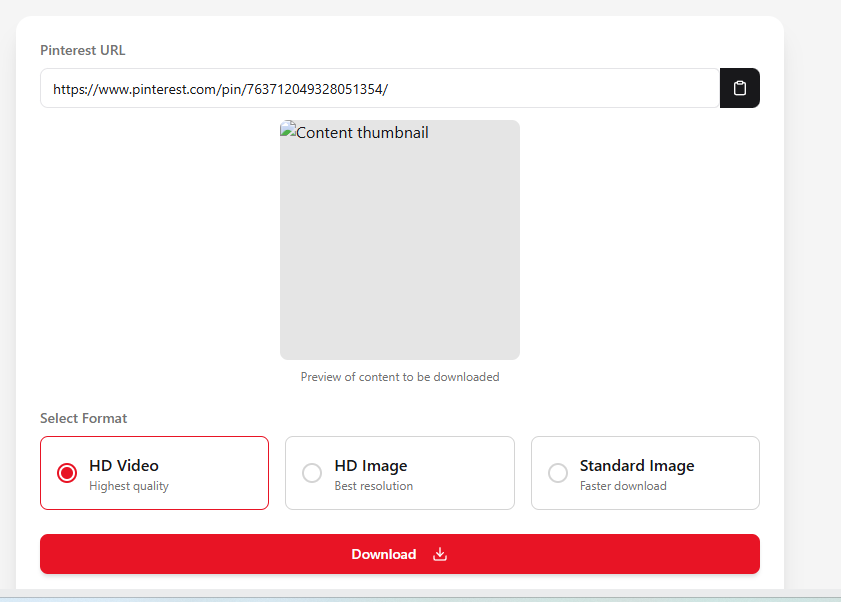 Pinterest URL
https://www.pinterest.com/pin/763712049328051354/
Content thumbnail
Preview of content to be downloaded
Select Format
HD Video
Highest quality
HD Image
Best resolution
Standard Image
Faster download
Download